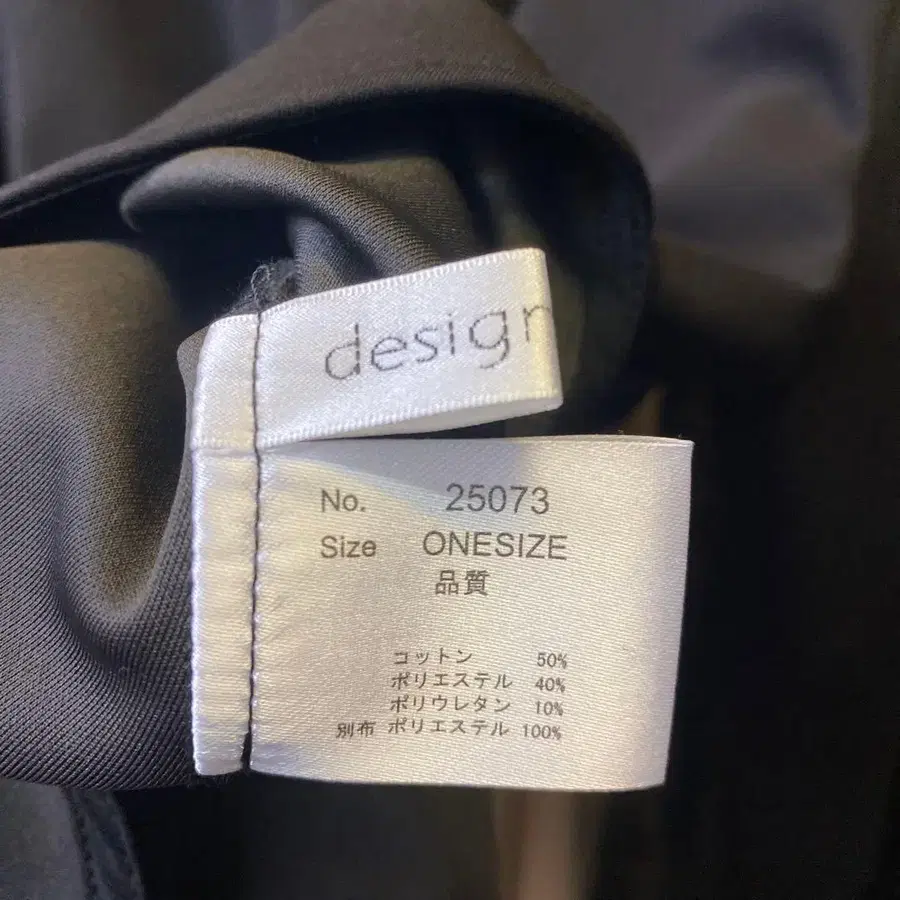 design
No. 25073
Size ONESIZE
品質
コットン 50%
ポリエステル 40%
ポリウレタン 10%
別布 ポリエステル 100%